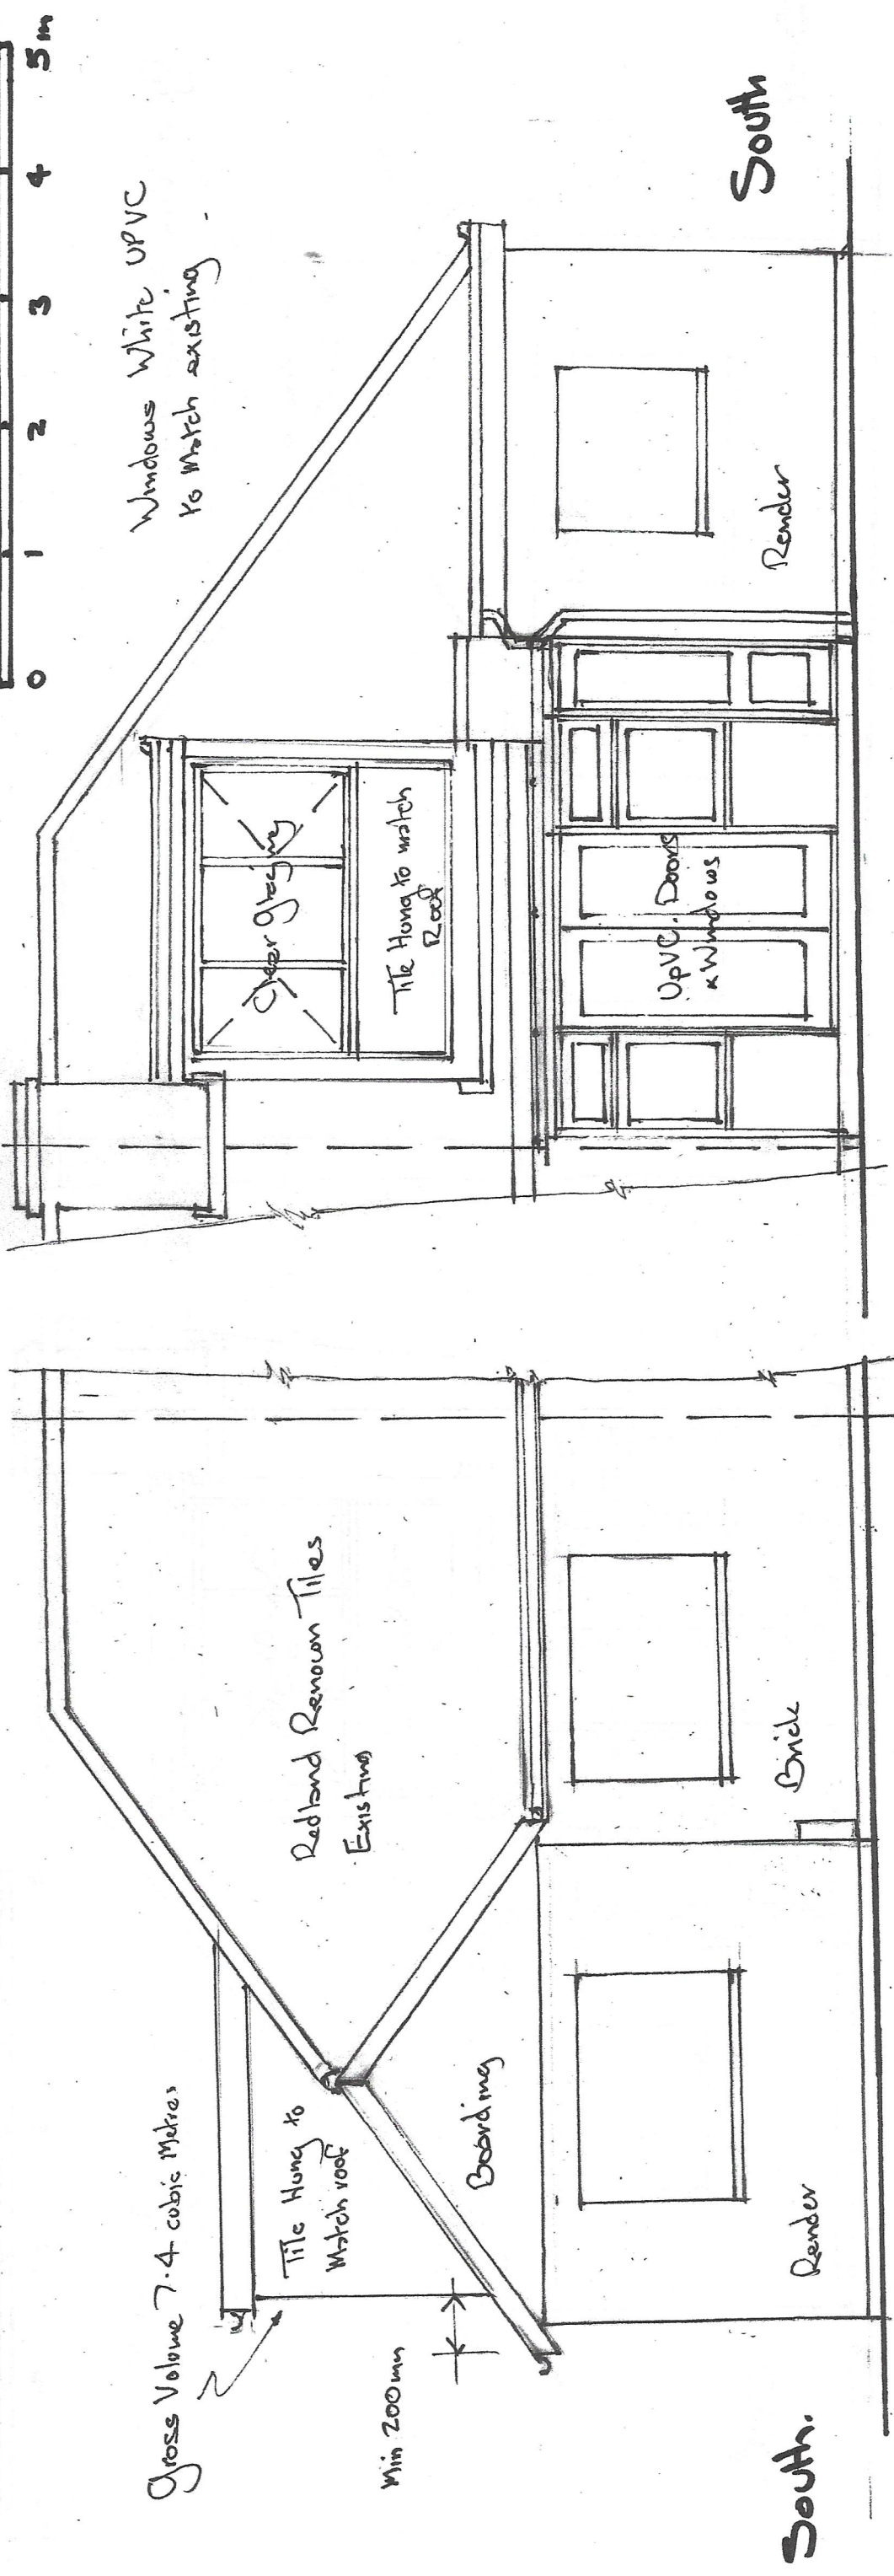 Gross Volume 7.4 cubic Metres
Min 200mm
Tile Hung to
Match roof
Boarding
Render
South.
Redland Renown Tiles
Existing
Brick
0 1 2 3 4 5m
Windows White UPVC
to match existing
Clear Glazing
Tile Hung to match
Roof
UpVC. Doors
& Windows
Render
South